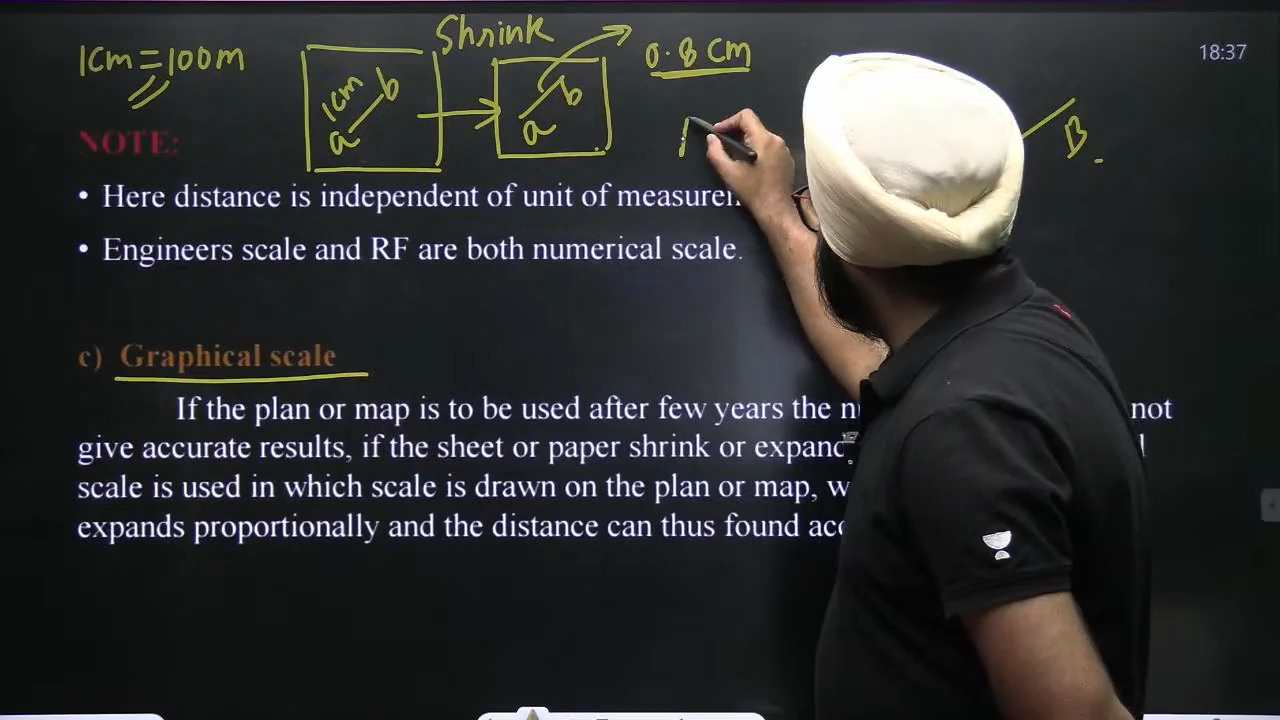 Shrink
1cm = 100m
1cm
a b
a b
0.8 cm
B
18:37
NOTE:
• Here distance is independent of unit of
• Engineers scale and RF are both numerical scale.
c) Graphical scale
If the plan or map is to be used after few years the not
give accurate results, if the sheet or paper shrink or
scale is used in which scale is drawn on the plan or map,
expands proportionally and the distance can thus found